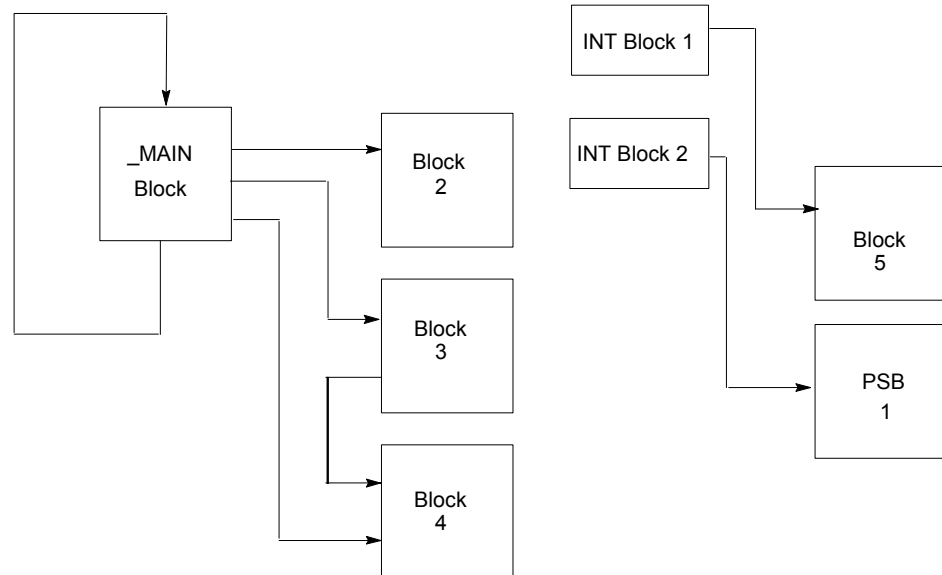 _MAIN
Block
Block
2
Block
3
Block
4
INT Block 1
INT Block 2
Block
5
PSB
1